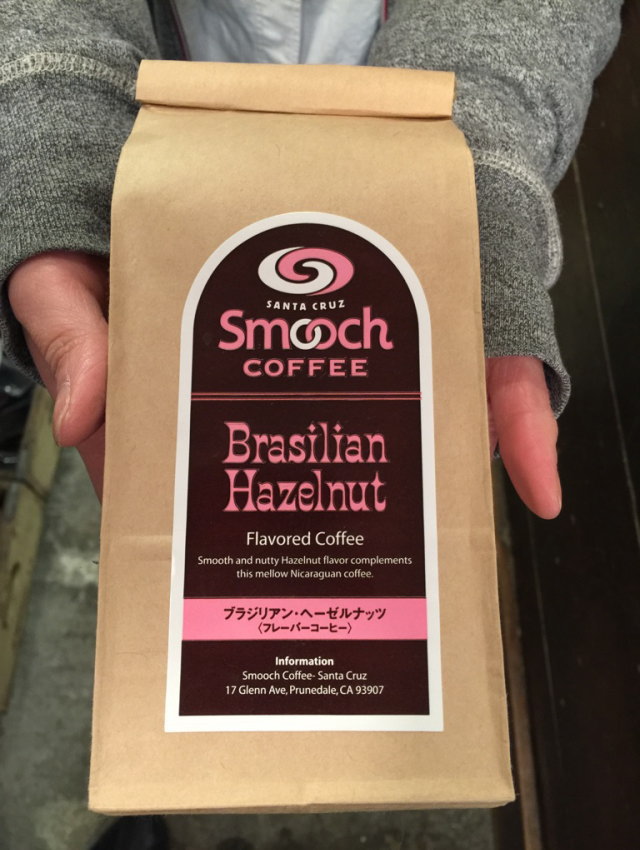 SANTA CRUZ
Smooch
COFFEE
Brasilian
Hazelnut
Flavored Coffee
Smooth and nutty Hazelnut flavor complements
this mellow Nicaraguan coffee.
ブラジリアン・ヘーゼルナッツ
〈フレーバーコーヒー〉
Information
Smooch Coffee- Santa Cruz
17 Glenn Ave, Prunedale, CA 93907